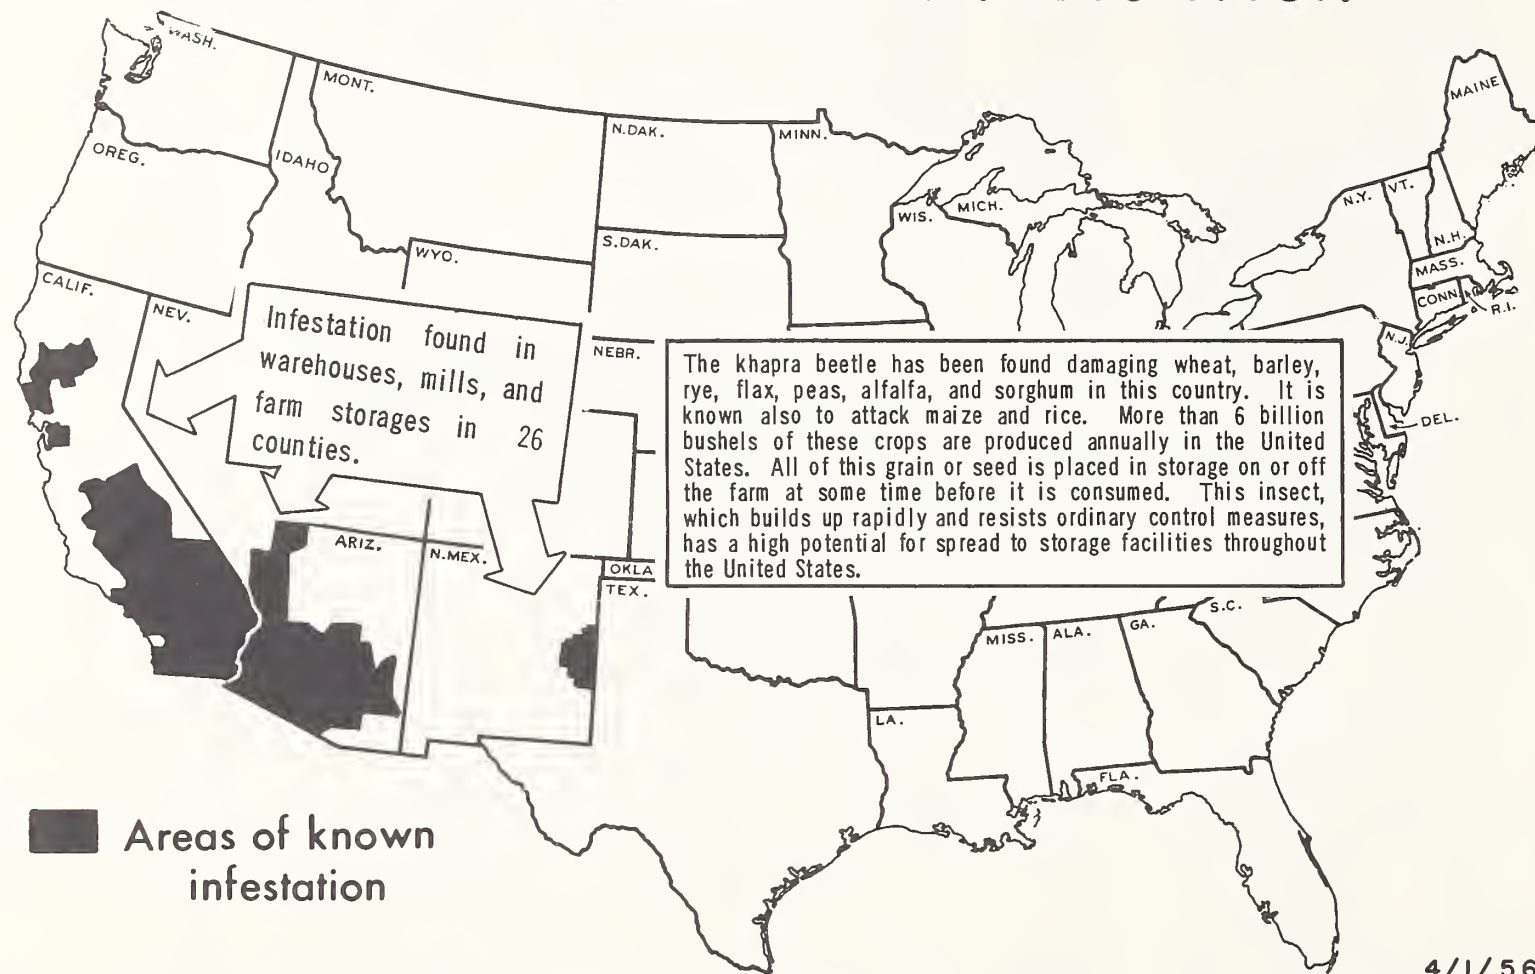 WASH.
MONT.
N.DAK.
MINN.
MAINE
OREG.
IDAHO
WIS.
MICH.
N.Y.
VT.
N.H.
S.DAK.
WYO.
MASS.
CALIF.
NEV.
CONN.
R.I.
N.J.
Infestation found in
warehouses, mills, and
farm storages in 26
counties.
NEBR.
The khapra beetle has been found damaging wheat, barley,
rye, flax, peas, alfalfa, and sorghum in this country. It is
known also to attack maize and rice. More than 6 billion
bushels of these crops are produced annually in the United
States. All of this grain or seed is placed in storage on or off
the farm at some time before it is consumed. This insect,
which builds up rapidly and resists ordinary control measures,
has a high potential for spread to storage facilities throughout
the United States.
DEL.
ARIZ.
N.MEX.
OKLA
TEX.
S.C.
MISS.
ALA.
GA.
LA.
FLA.
Areas of known
infestation
4/1/56